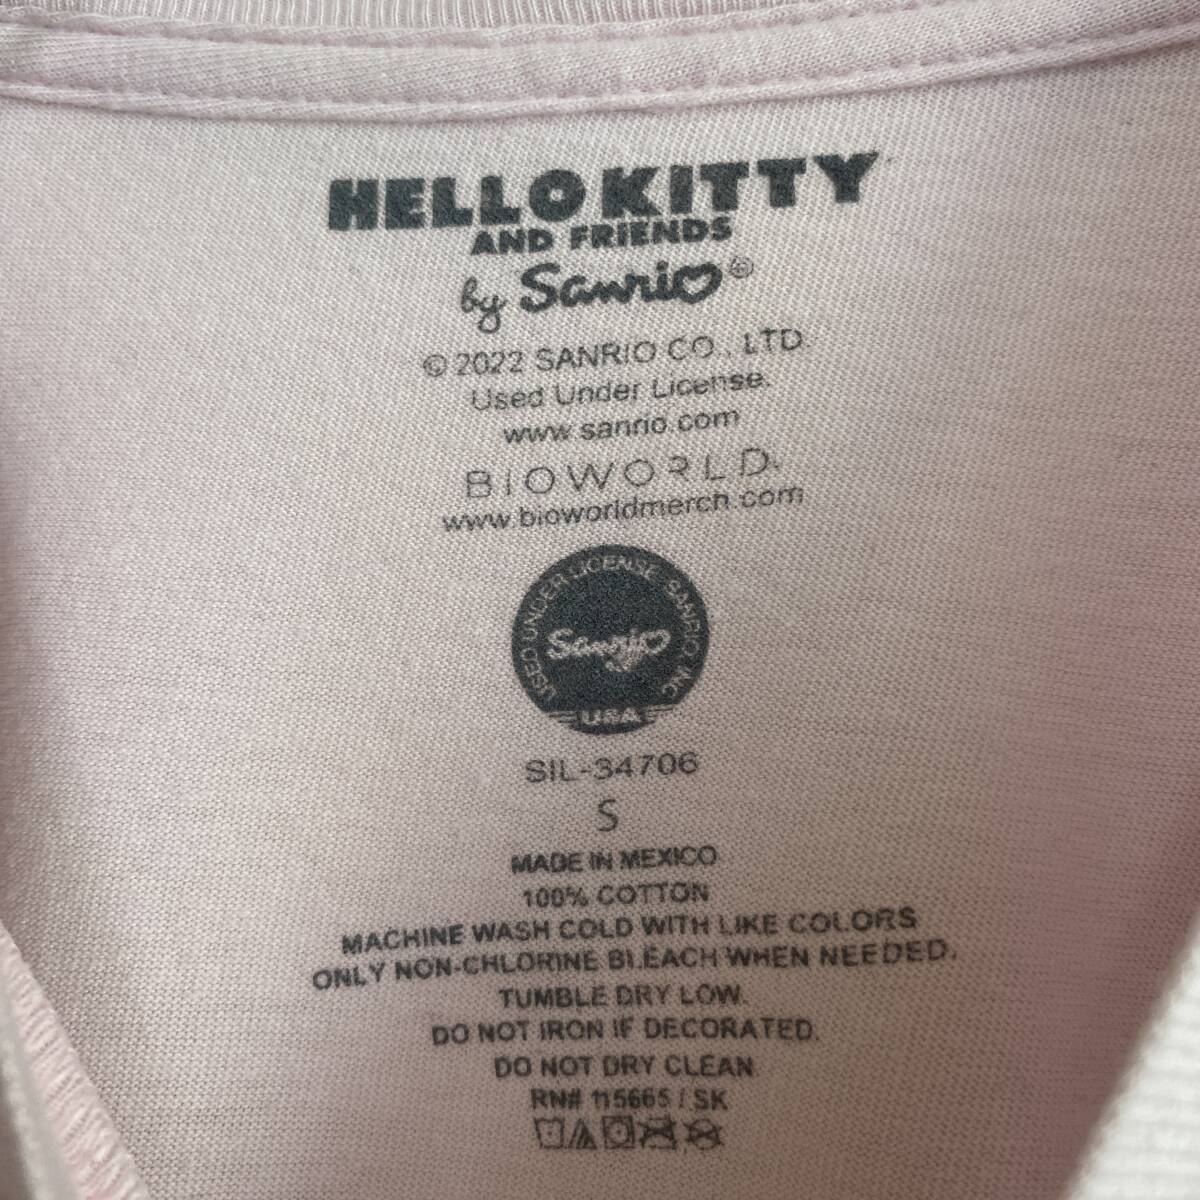 HELLO KITTY
AND FRIENDS
by Sanrio®
© 2022 SANRIO CO., LTD.
Used Under License.
www.sanrio.com
BIOWORLD.
www.bioworldmerch.com
USED UNDER LICENSE SANRIO, INC
Sanrio
USA
SIL-34706
S
MADE IN MEXICO
100% COTTON
MACHINE WASH COLD WITH LIKE COLORS
ONLY NON-CHLORINE BLEACH WHEN NEEDED.
TUMBLE DRY LOW.
DO NOT IRON IF DECORATED.
DO NOT DRY CLEAN
RN# 115665 / SK